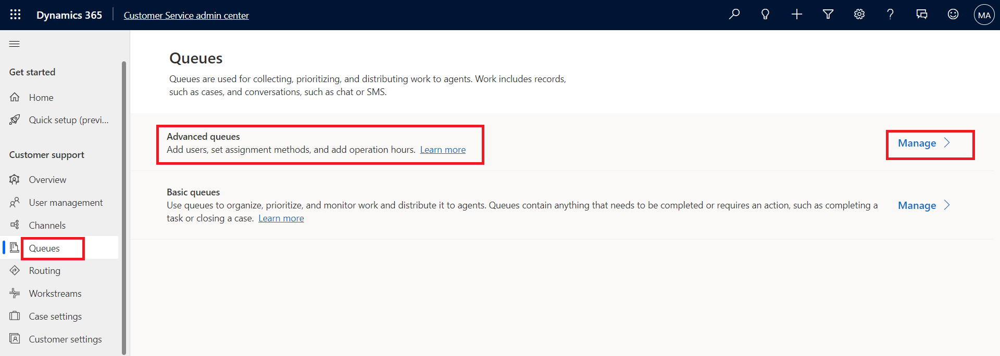 Dynamics 365
Customer Service admin center
MA
Get started
Home
Quick setup (previ...
Customer support
Overview
User management
Channels
Queues
Routing
Workstreams
Case settings
Customer settings
Queues
Queues are used for collecting, prioritizing, and distributing work to agents. Work includes records,
such as cases, and conversations, such as chat or SMS.
Advanced queues
Add users, set assignment methods, and add operation hours. Learn more
Manage
Basic queues
Use queues to organize, prioritize, and monitor work and distribute it to agents. Queues contain anything that needs to be completed or requires an action, such as completing a
task or closing a case. Learn more
Manage